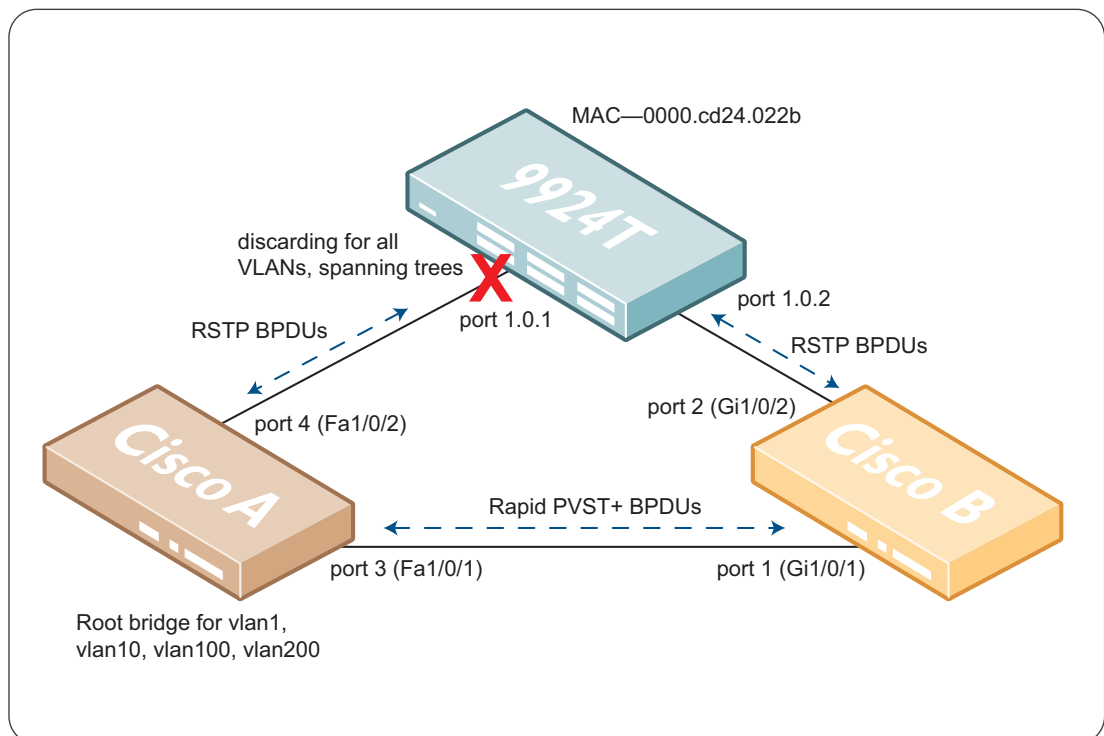 MAC—0000.cd24.022b
9924T
discarding for all
VLANs, spanning trees
port 1.0.1
port 1.0.2
RSTP BPDUs
RSTP BPDUs
port 4 (Fa1/0/2)
port 2 (Gi1/0/2)
Cisco A
Cisco B
Rapid PVST+ BPDUs
port 3 (Fa1/0/1)
port 1 (Gi1/0/1)
Root bridge for vlan1,
vlan10, vlan100, vlan200